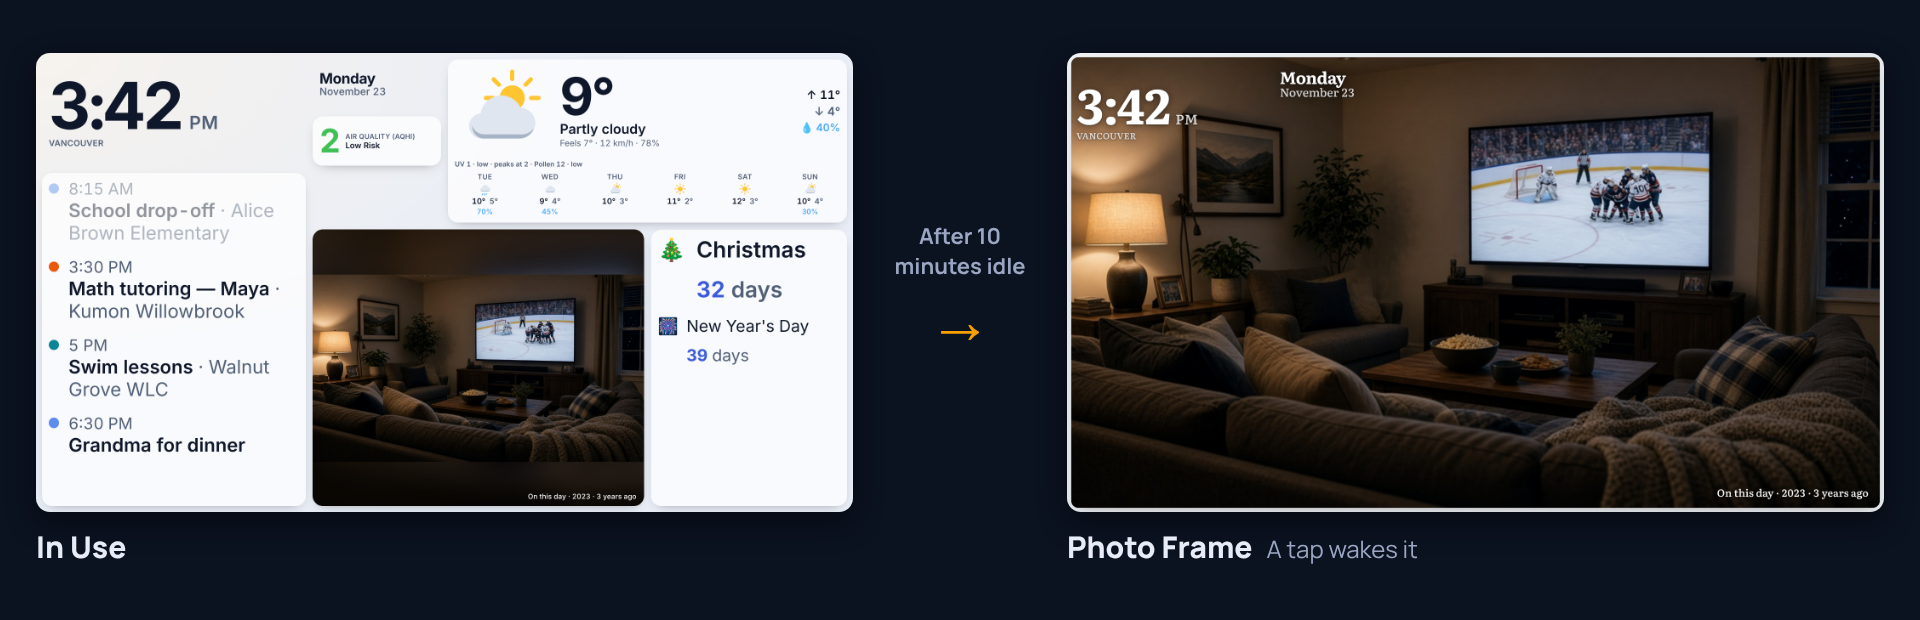 3:42 PM
VANCOUVER
Monday
November 23
2 AIR QUALITY (AQHI)
Low Risk
9°
Partly cloudy
Feels 7° · 12 km/h · 78%
↑ 11°
↓ 4°
40%
UV 1 · low · peaks at 2 · Pollen 12 · low
TUE WED THU FRI SAT SUN
10° 5° 9° 4° 10° 3° 11° 2° 12° 3° 10° 4°
70% 45% 30%
8:15 AM
School drop-off · Alice
Brown Elementary
3:30 PM
Math tutoring — Maya ·
Kumon Willowbrook
5 PM
Swim lessons · Walnut
Grove WLC
6:30 PM
Grandma for dinner
On this day · 2023 · 3 years ago
Christmas
32 days
New Year's Day
39 days
In Use
After 10
minutes idle
→
3:42 PM
VANCOUVER
Monday
November 23
On this day · 2023 · 3 years ago
Photo Frame A tap wakes it